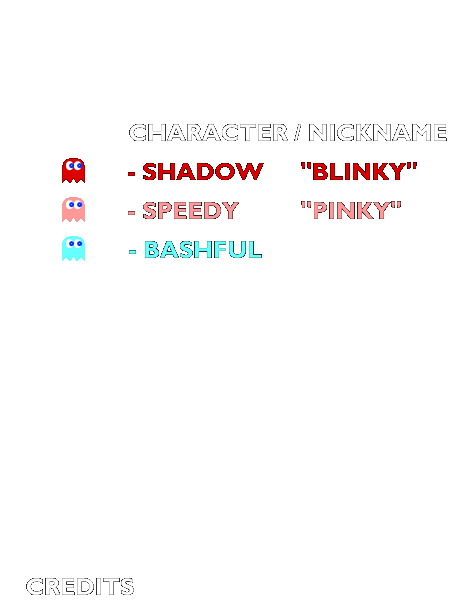 CHARACTER / NICKNAME
- SHADOW "BLINKY"
- SPEEDY "PINKY"
- BASHFUL
CREDITS